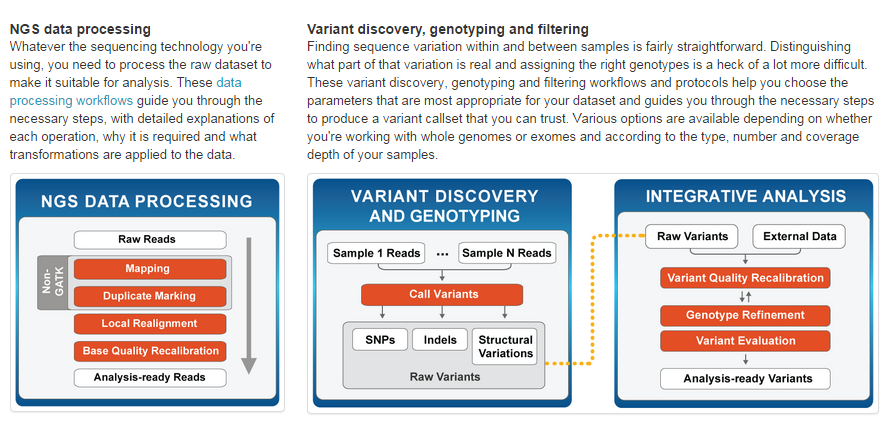 NGS data processing
Whatever the sequencing technology you're
using, you need to process the raw dataset to
make it suitable for analysis. These data
processing workflows guide you through the
necessary steps, with detailed explanations of
each operation, why it is required and what
transformations are applied to the data.
Variant discovery, genotyping and filtering
Finding sequence variation within and between samples is fairly straightforward. Distinguishing
what part of that variation is real and assigning the right genotypes is a heck of a lot more difficult.
These variant discovery, genotyping and filtering workflows and protocols help you choose the
parameters that are most appropriate for your dataset and guides you through the necessary steps
to produce a variant callset that you can trust. Various options are available depending on whether
you're working with whole genomes or exomes and according to the type, number and coverage
depth of your samples.
NGS DATA PROCESSING
Raw Reads
Non-
GATK
Mapping
Duplicate Marking
Local Realignment
Base Quality Recalibration
Analysis-ready Reads
VARIANT DISCOVERY
AND GENOTYPING
Sample 1 Reads ... Sample N Reads
Call Variants
SNPs
Indels
Structural
Variations
Raw Variants
INTEGRATIVE ANALYSIS
Raw Variants
External Data
Variant Quality Recalibration
Genotype Refinement
Variant Evaluation
Analysis-ready Variants